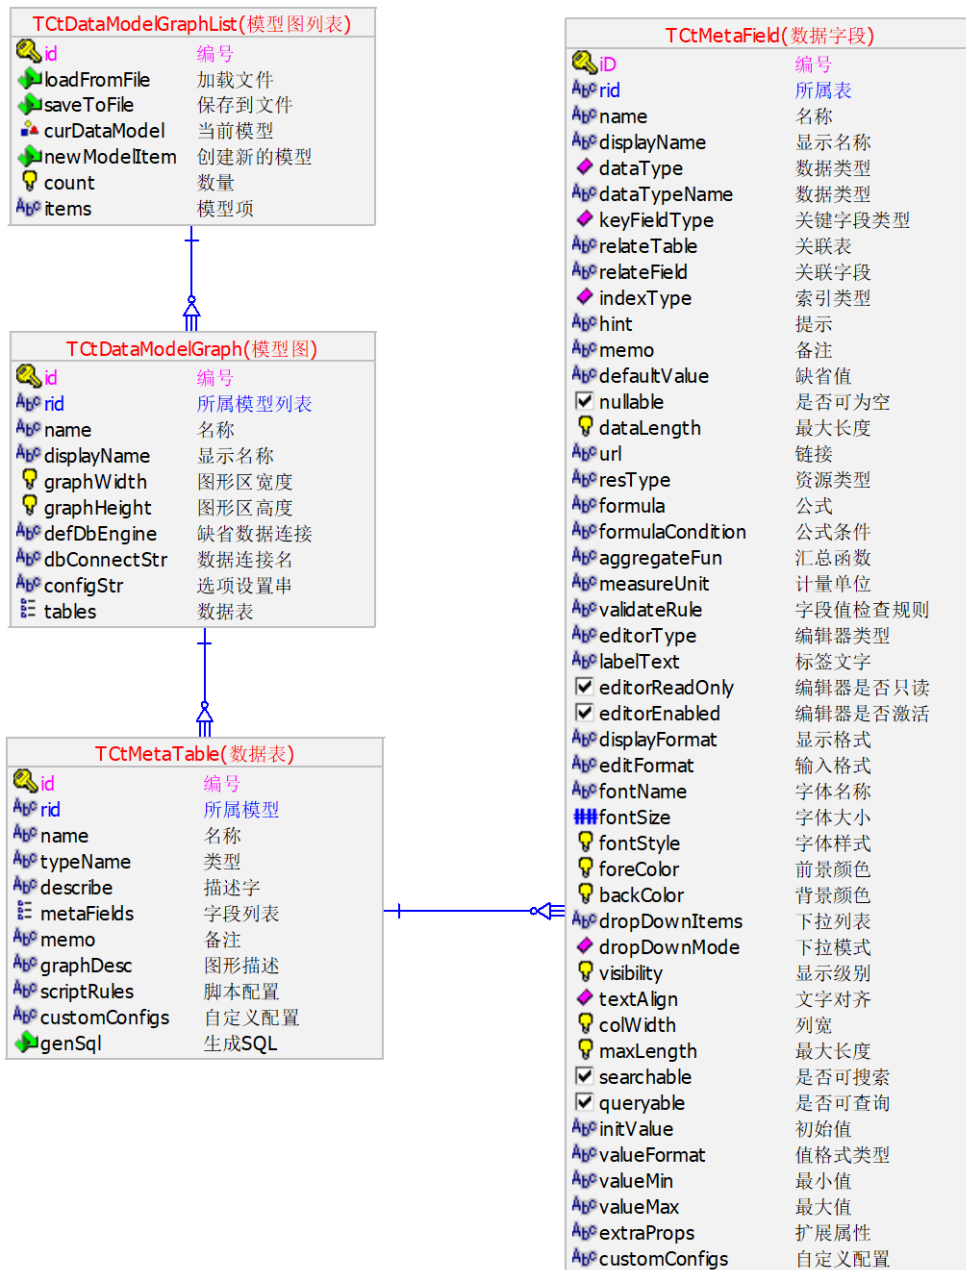 TCtDataModelGraphList(模型图列表)
id 编号
loadFromFile 加载文件
saveToFile 保存到文件
curDataModel 当前模型
newModelItem 创建新的模型
count 数量
items 模型项
TCtDataModelGraph(模型图)
id 编号
rid 所属模型列表
name 名称
displayName 显示名称
graphWidth 图形区宽度
graphHeight 图形区高度
defDbEngine 缺省数据连接
dbConnectStr 数据连接名
configStr 选项设置串
tables 数据表
TCtMetaTable(数据表)
id 编号
rid 所属模型
name 名称
typeName 类型
describe 描述字
metaFields 字段列表
memo 备注
graphDesc 图形描述
scriptRules 脚本配置
customConfigs 自定义配置
genSql 生成SQL
TCtMetaField(数据字段)
iD 编号
rid 所属表
name 名称
displayName 显示名称
dataType 数据类型
dataTypeName 数据类型
keyFieldType 关键字段类型
relateTable 关联表
relateField 关联字段
indexType 索引类型
hint 提示
memo 备注
defaultValue 缺省值
nullable 是否可为空
dataLength 最大长度
url 链接
resType 资源类型
formula 公式
formulaCondition 公式条件
aggregateFun 汇总函数
measureUnit 计量单位
validateRule 字段值检查规则
editorType 编辑器类型
labelText 标签文字
editorReadOnly 编辑器是否只读
editorEnabled 编辑器是否激活
displayFormat 显示格式
editFormat 输入格式
fontName 字体名称
fontSize 字体大小
fontStyle 字体样式
foreColor 前景颜色
backColor 背景颜色
dropDownItems 下拉列表
dropDownMode 下拉模式
visibility 显示级别
textAlign 文字对齐
colWidth 列宽
maxLength 最大长度
searchable 是否可搜索
queryable 是否可查询
initValue 初始值
valueFormat 值格式类型
valueMin 最小值
valueMax 最大值
extraProps 扩展属性
customConfigs 自定义配置